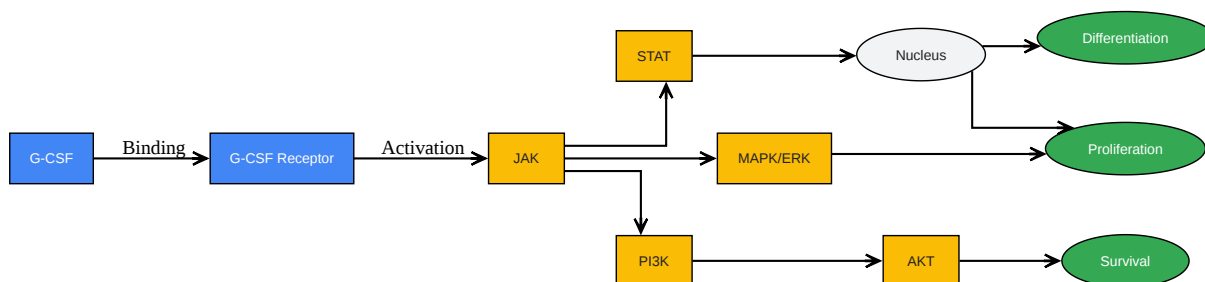 G-CSF
Binding
G-CSF Receptor
Activation
JAK
STAT
Nucleus
Differentiation
MAPK/ERK
Proliferation
PI3K
AKT
Survival